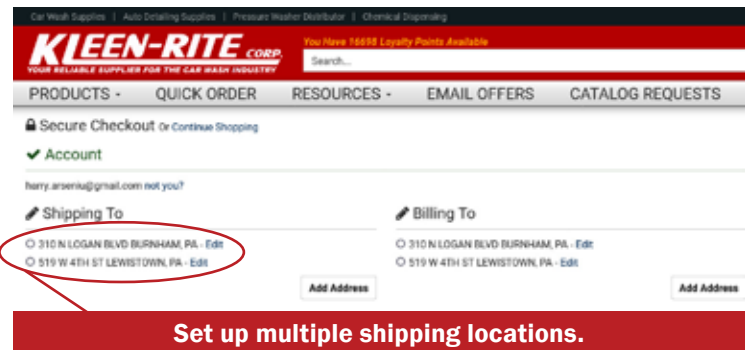 Car Wash Supplies | Auto Detailing Supplies | Pressure Washer Distributor | Chemical Dispensing
KLEEN-RITE CORP.
YOUR RELIABLE SUPPLIER FOR THE CAR WASH INDUSTRY
You Have 16698 Loyalty Points Available
Search...
PRODUCTS - QUICK ORDER RESOURCES - EMAIL OFFERS CATALOG REQUESTS
Secure Checkout Or Continue Shopping
Account
harry.arseniu@gmail.com not you?
Shipping To
310 N LOGAN BLVD BURNHAM, PA - Edit
519 W 4TH ST LEWISTOWN, PA - Edit
Add Address
Billing To
310 N LOGAN BLVD BURNHAM, PA - Edit
519 W 4TH ST LEWISTOWN, PA - Edit
Add Address
Set up multiple shipping locations.